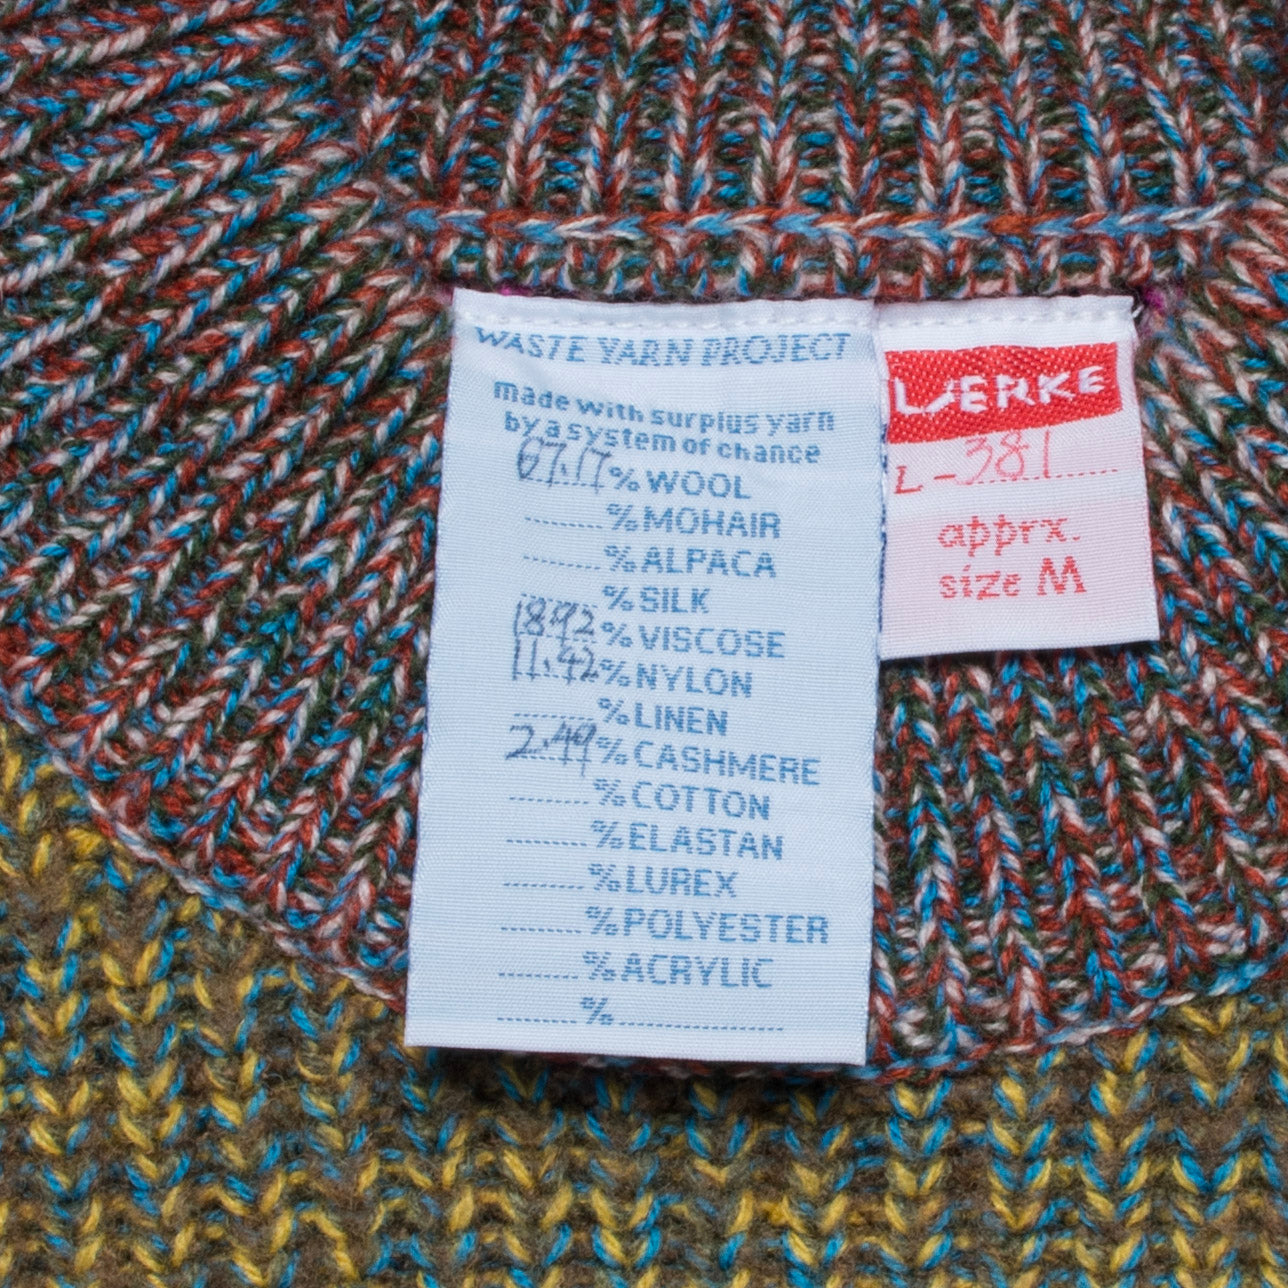 WASTE YARN PROJECT
made with surplus yarn
by a system of chance
67.17 % WOOL
........ % MOHAIR
........ % ALPACA
........ % SILK
18.92 % VISCOSE
11.42 % NYLON
........ % LINEN
2.49 % CASHMERE
........ % COTTON
........ % ELASTAN
........ % LUREX
........ % POLYESTER
........ % ACRYLIC
........ % ................
WERKE
L-381
apprx.
size M